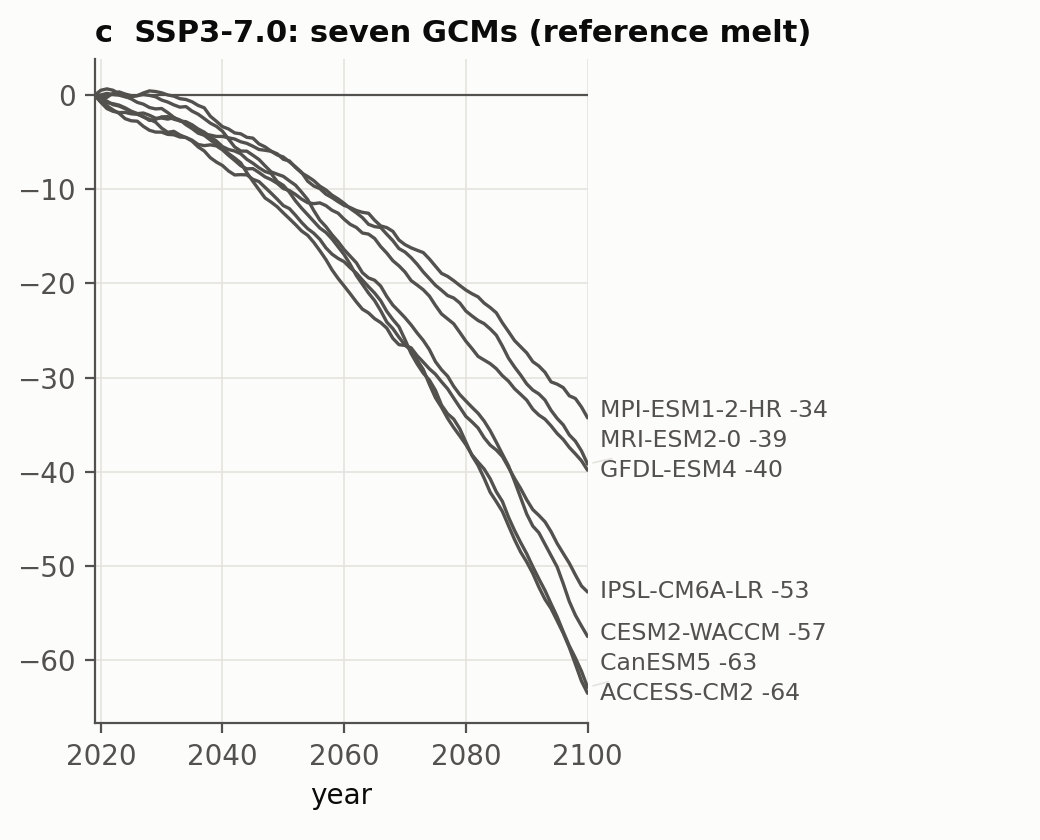 c SSP3-7.0: seven GCMs (reference melt)
0
−10
−20
−30
−40
−50
−60
MPI-ESM1-2-HR -34
MRI-ESM2-0 -39
GFDL-ESM4 -40
IPSL-CM6A-LR -53
CESM2-WACCM -57
CanESM5 -63
ACCESS-CM2 -64
2020 2040 2060 2080 2100
year